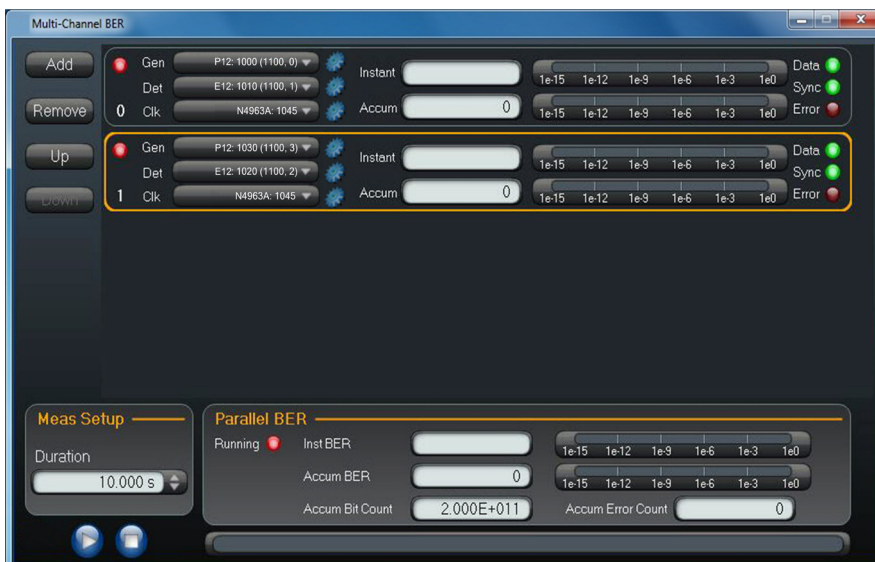 Multi-Channel BER
Add
Remove
Up
Down
Gen P12: 1000 (1100, 0)
Det E12: 1010 (1100, 1)
0 Clk N4963A: 1045
Instant
Accum 0
1e-15 1e-12 1e-9 1e-6 1e-3 1e0
1e-15 1e-12 1e-9 1e-6 1e-3 1e0
Data
Sync
Error
Gen P12: 1030 (1100, 3)
Det E12: 1020 (1100, 2)
1 Clk N4963A: 1045
Instant
Accum 0
1e-15 1e-12 1e-9 1e-6 1e-3 1e0
1e-15 1e-12 1e-9 1e-6 1e-3 1e0
Data
Sync
Error
Meas Setup
Duration
10.000 s
Parallel BER
Running Inst BER
1e-15 1e-12 1e-9 1e-6 1e-3 1e0
Accum BER 0
1e-15 1e-12 1e-9 1e-6 1e-3 1e0
Accum Bit Count 2.000E+011 Accum Error Count 0